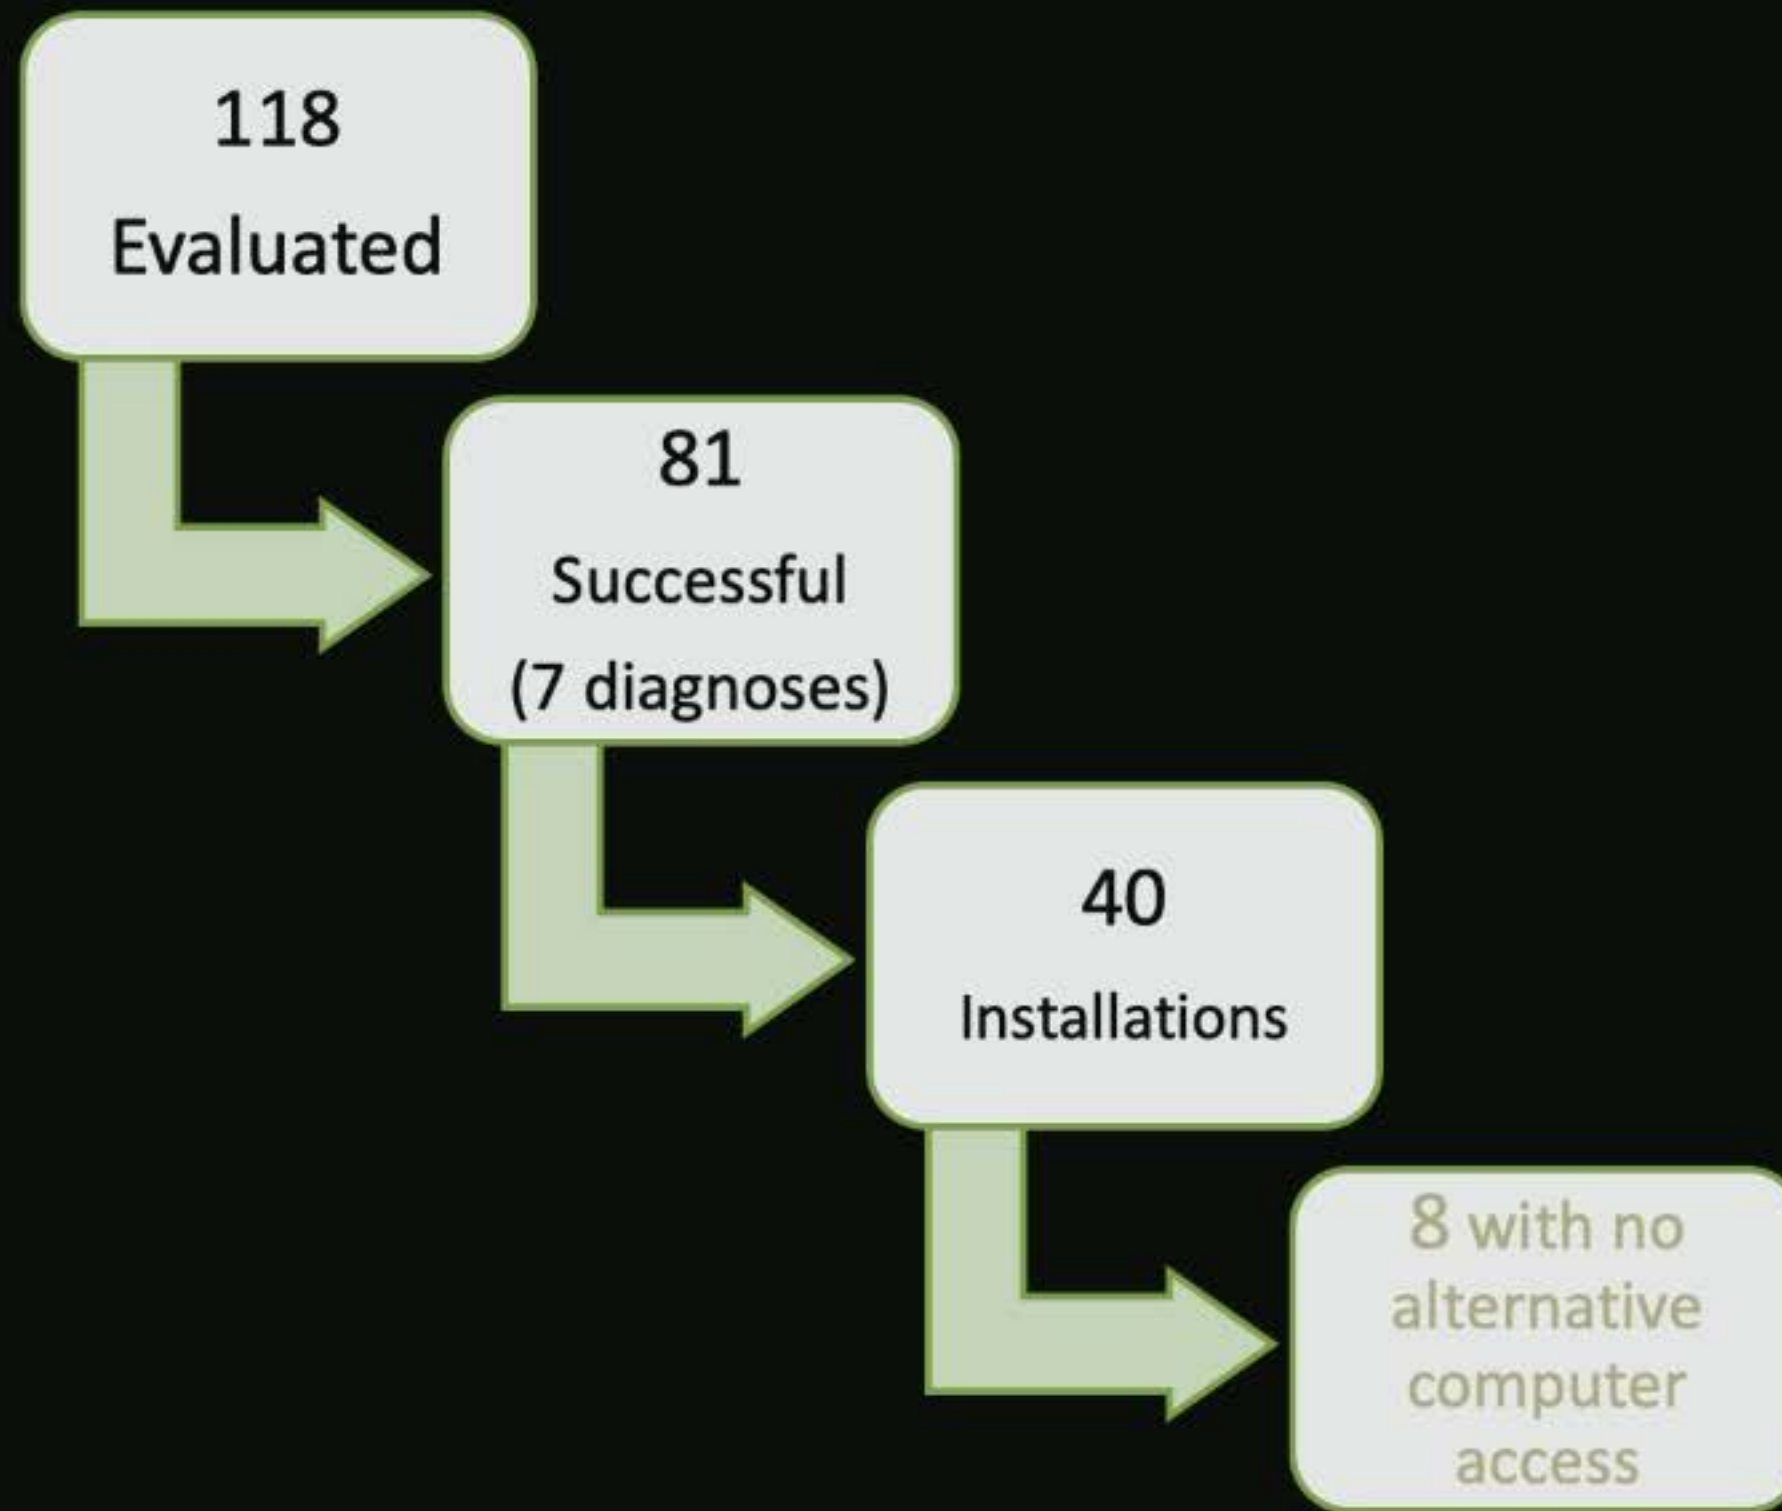 118
Evaluated
81
Successful
(7 diagnoses)
40
Installations
8 with no
alternative
computer
access